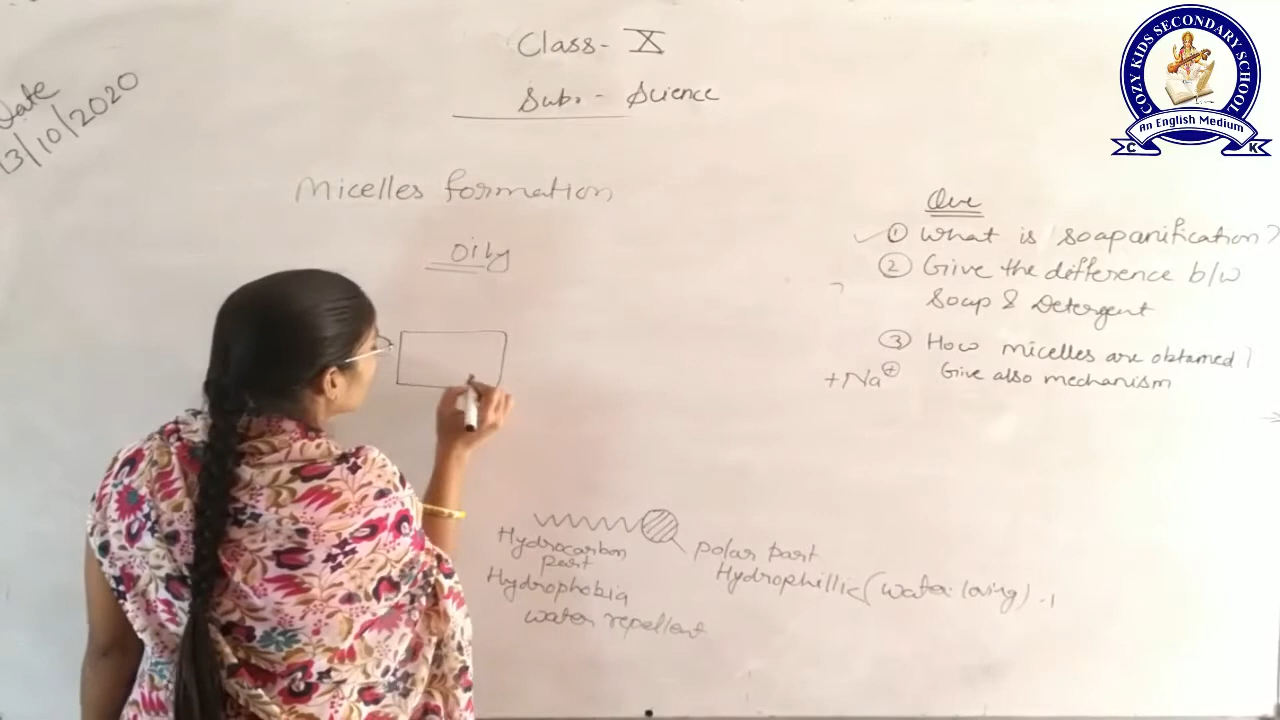 Class - X
Sub:- Science
Date
13/10/2020
Micelles formation
Oily
Que
① What is soapanification?
② Give the difference b/w
Soap & Detergent
③ How micelles are obtained?
Give also mechanism
+Na⊕
Hydrocarbon
part
Hydrophobia
water repellent
polar part
Hydrophillic (water loving)
COZY KIDS SECONDARY SCHOOL
An English Medium
C K